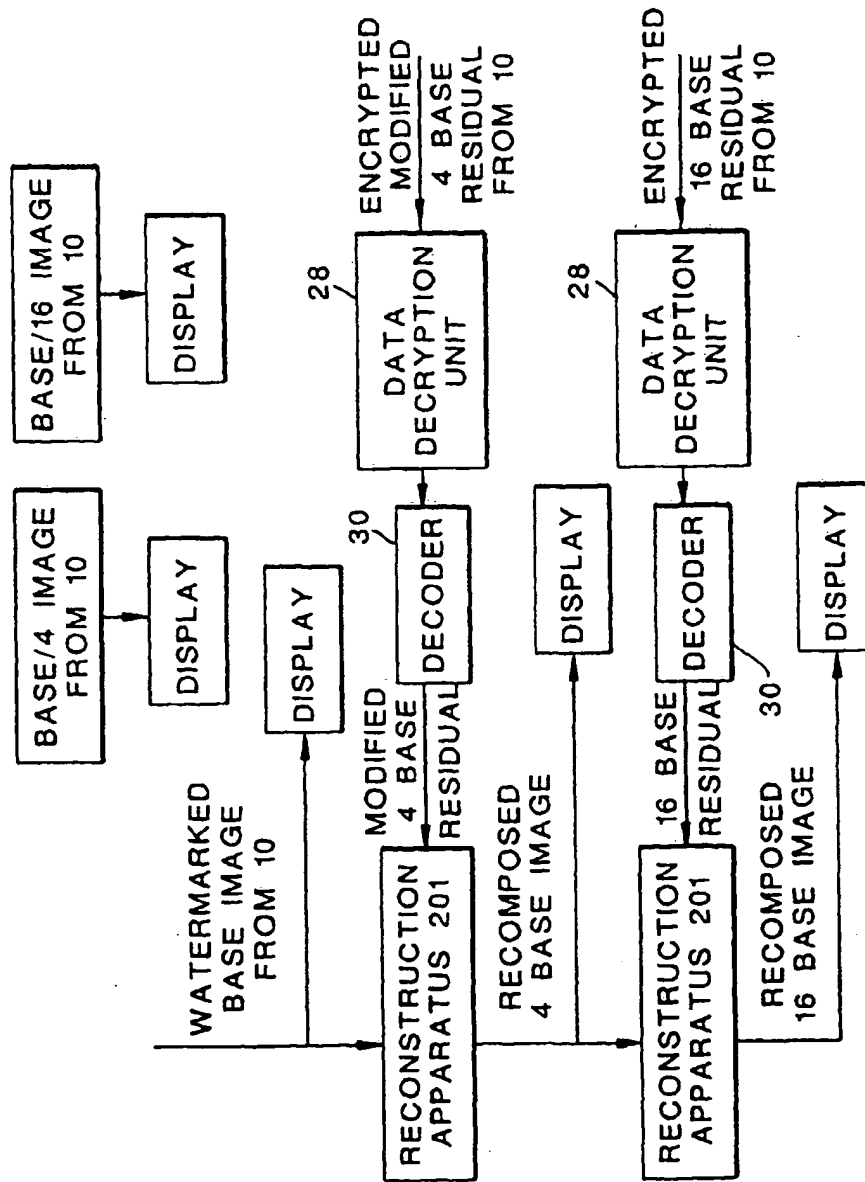 BASE/4 IMAGE
FROM 10
BASE/16 IMAGE
FROM 10
DISPLAY
DISPLAY
WATERMARKED
BASE IMAGE
FROM 10
DISPLAY
RECONSTRUCTION
APPARATUS 201
MODIFIED
4 BASE
RESIDUAL
30
DECODER
28
DATA
DECRYPTION
UNIT
ENCRYPTED
MODIFIED
4 BASE
RESIDUAL
FROM 10
RECOMPOSED
4 BASE IMAGE
DISPLAY
RECONSTRUCTION
APPARATUS 201
16 BASE
RESIDUAL
DECODER
30
28
DATA
DECRYPTION
UNIT
ENCRYPTED
16 BASE
RESIDUAL
FROM 10
RECOMPOSED
16 BASE IMAGE
DISPLAY